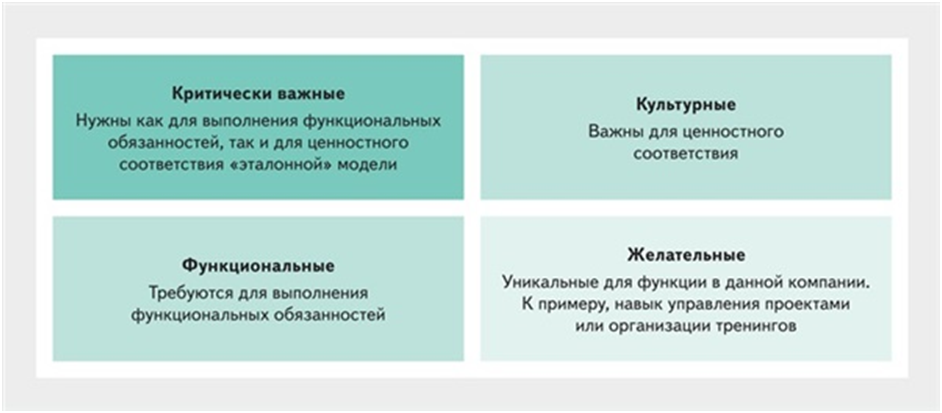 Критически важные
Нужны как для выполнения функциональных
обязанностей, так и для ценностного
соответствия «эталонной» модели
Культурные
Важны для ценностного
соответствия
Функциональные
Требуются для выполнения
функциональных обязанностей
Желательные
Уникальные для функции в данной компании.
К примеру, навык управления проектами
или организации тренингов